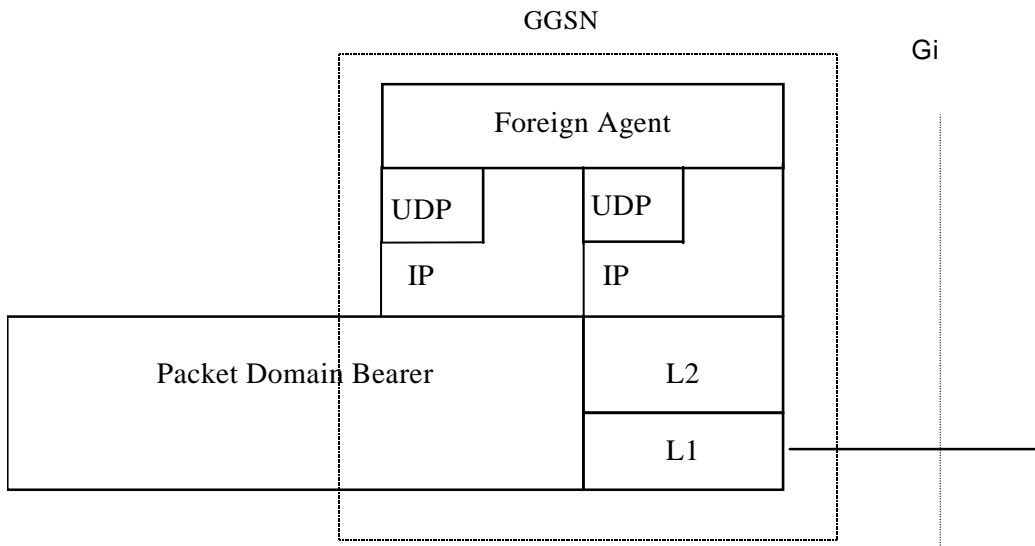 GGSN
Gi
Foreign Agent
UDP UDP
IP IP
Packet Domain Bearer L2
L1